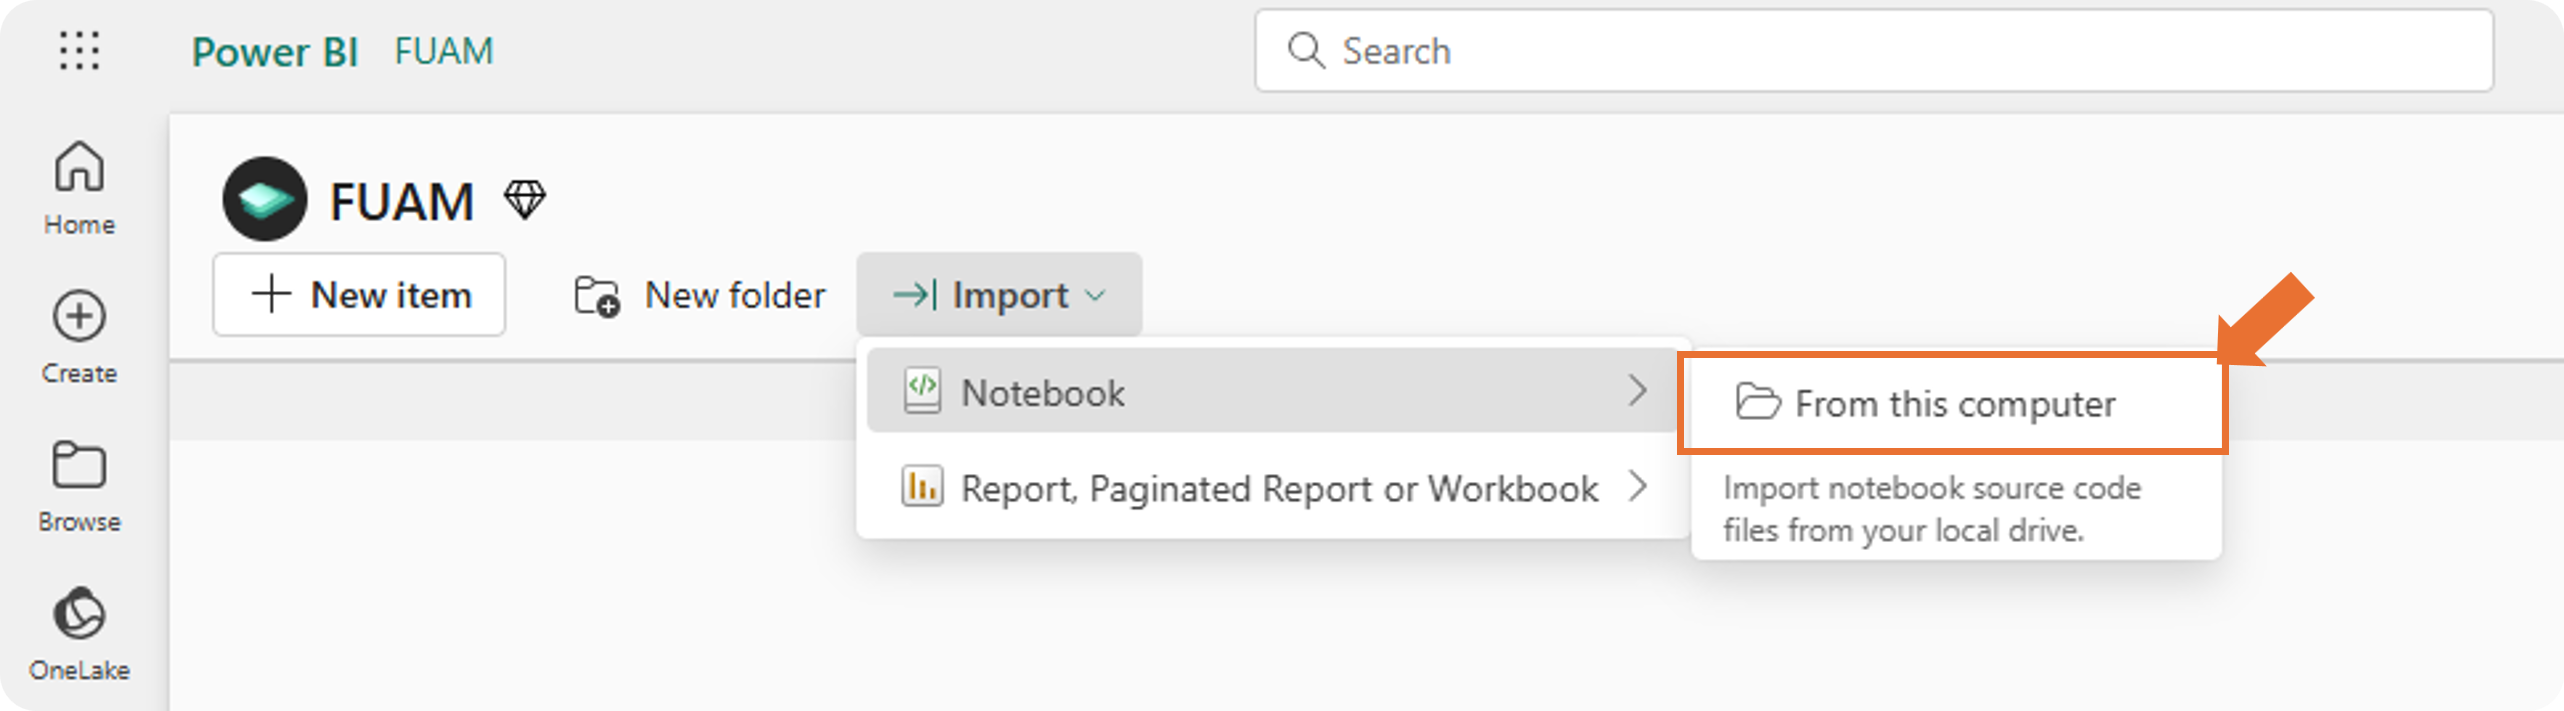 Power BI FUAM
Search
Home
Create
Browse
OneLake
FUAM
New item
New folder
Import
Notebook
Report, Paginated Report or Workbook
From this computer
Import notebook source code
files from your local drive.